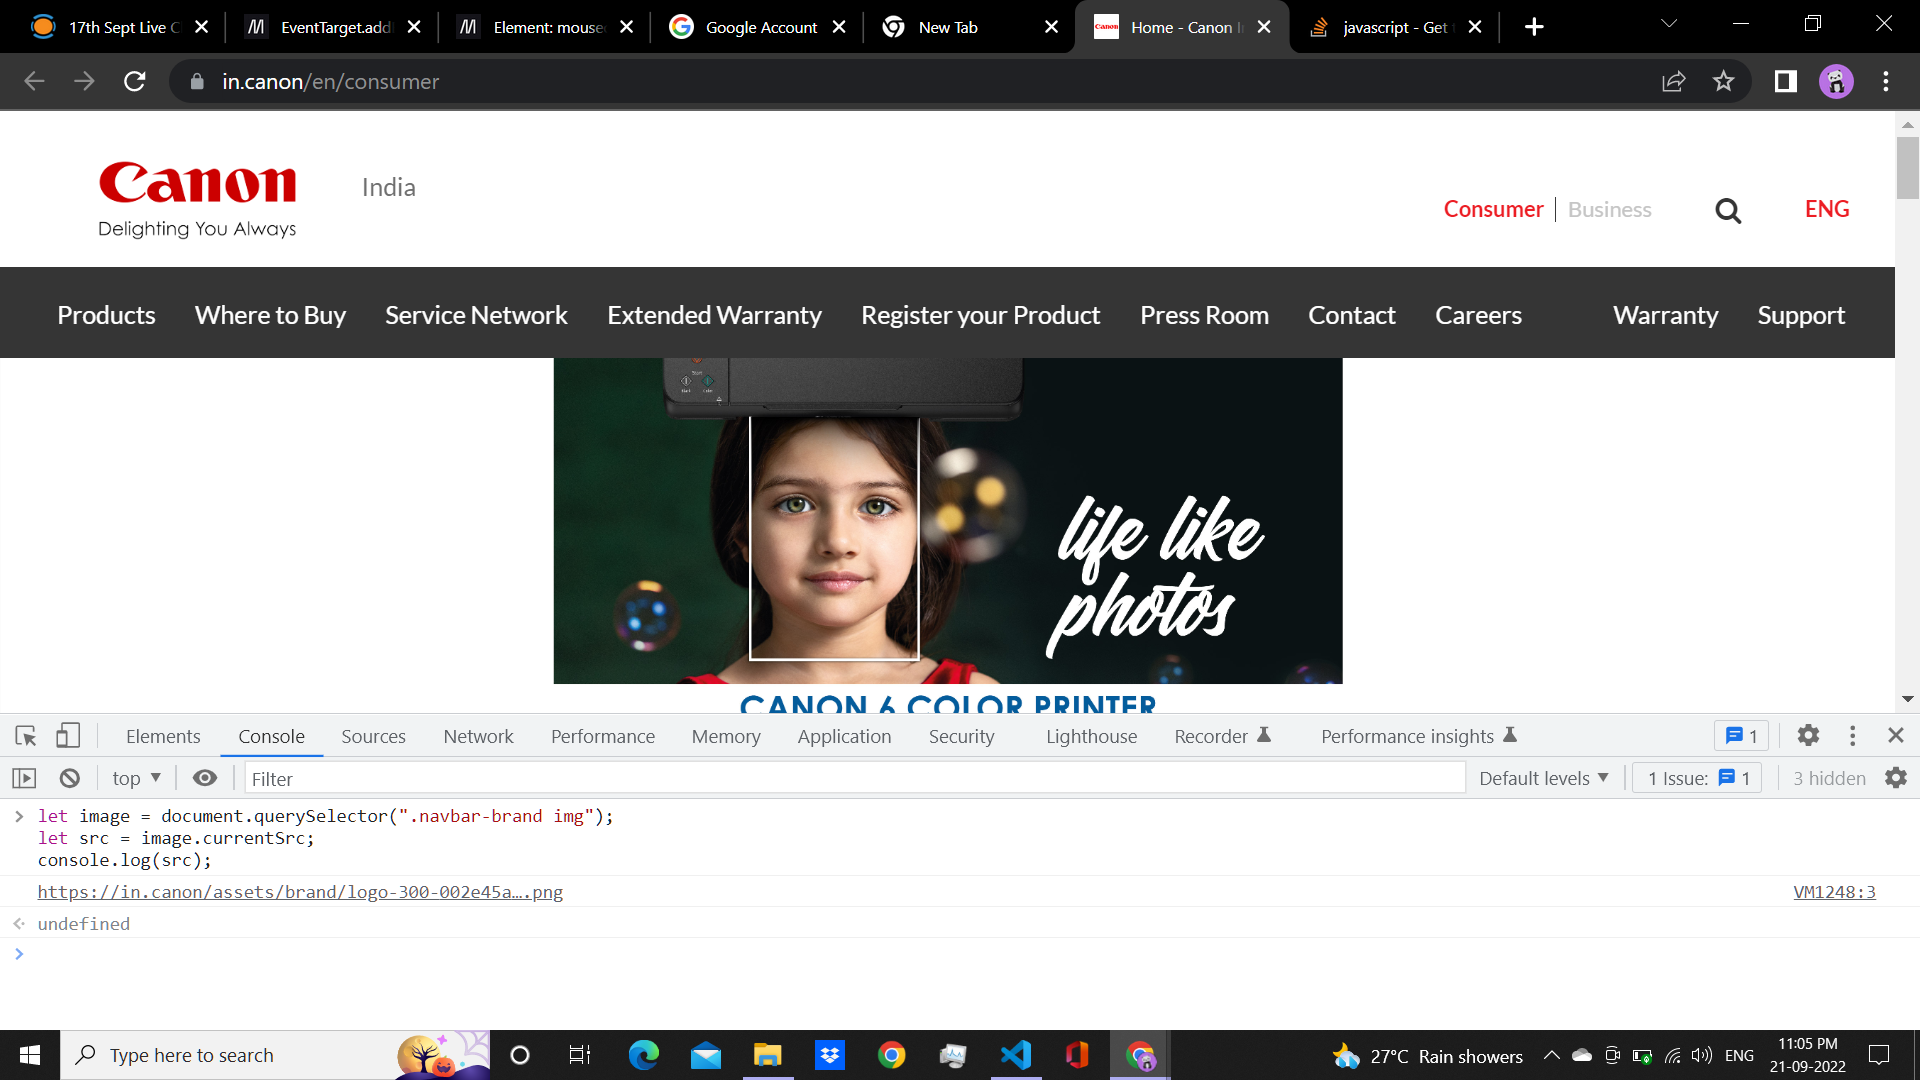 17th Sept Live C
EventTarget.add
Element: mouse
Google Account
New Tab
Home - Canon I
javascript - Get
in.canon/en/consumer
Canon
Delighting You Always
India
Consumer
Business
ENG
Products
Where to Buy
Service Network
Extended Warranty
Register your Product
Press Room
Contact
Careers
Warranty
Support
life like
photos
CANON 6 COLOR PRINTER
Elements
Console
Sources
Network
Performance
Memory
Application
Security
Lighthouse
Recorder
Performance insights
1
top
Filter
Default levels
1 Issue: 1
3 hidden
let image = document.querySelector(".navbar-brand img");
let src = image.currentSrc;
console.log(src);
https://in.canon/assets/brand/logo-300-002e45a….png
VM1248:3
undefined
Type here to search
27°C Rain showers
ENG
11:05 PM
21-09-2022